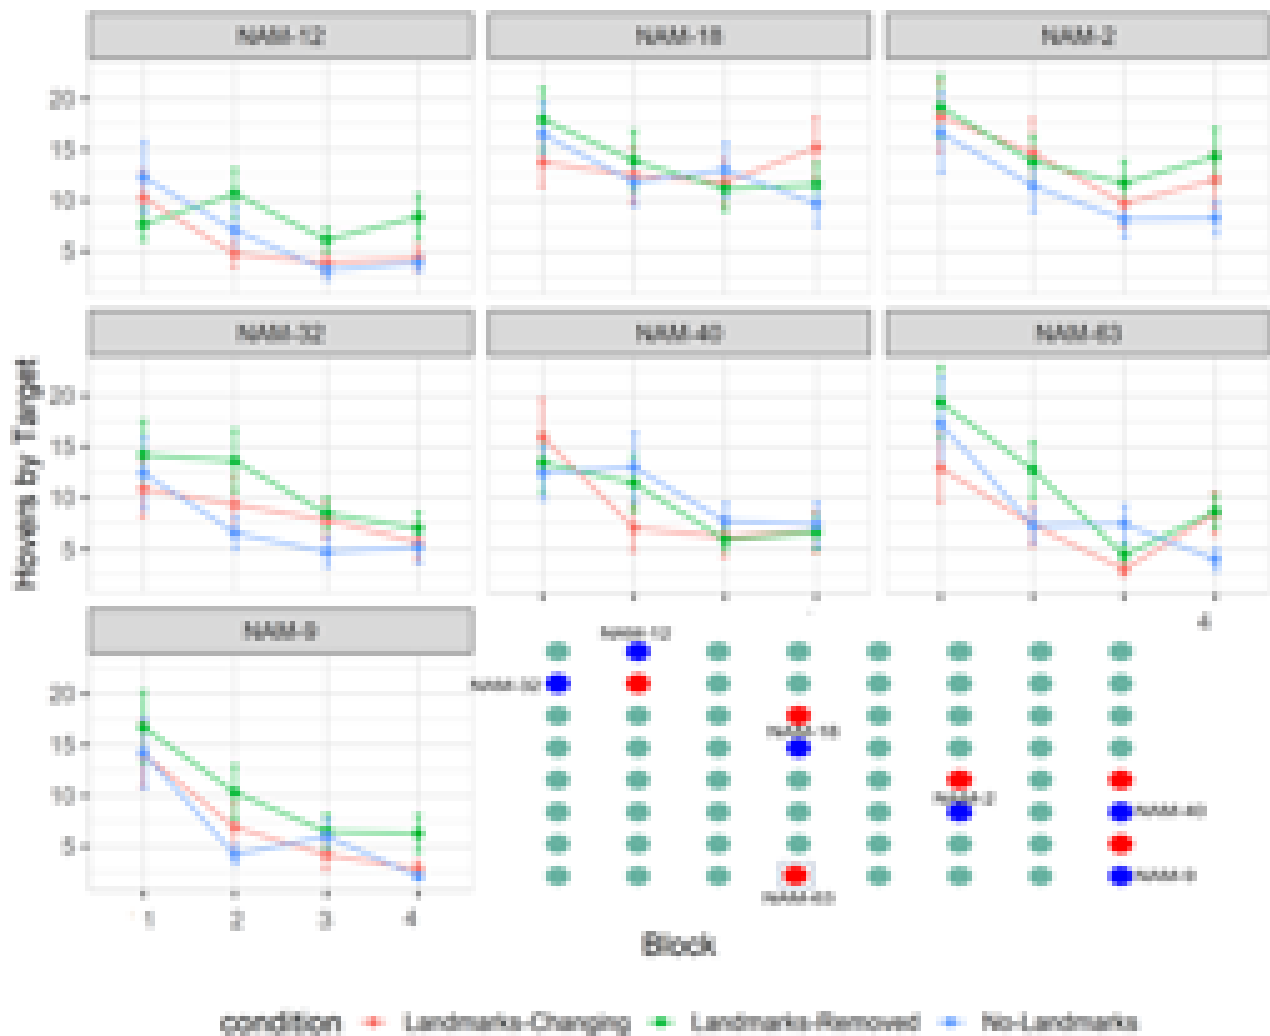 NAM-12 NAM-18 NAM-2
20
15
10
5
NAM-32 NAM-40 NAM-63
Hovers by Target
20
15
10
5
4
NAM-9
20
15
10
5
1 2 3 4
NAM-12
NAM-32
NAM-18
NAM-2
NAM-40
NAM-9
NAM-63
Block
condition Landmarks-Changing Landmarks-Removed No-Landmarks